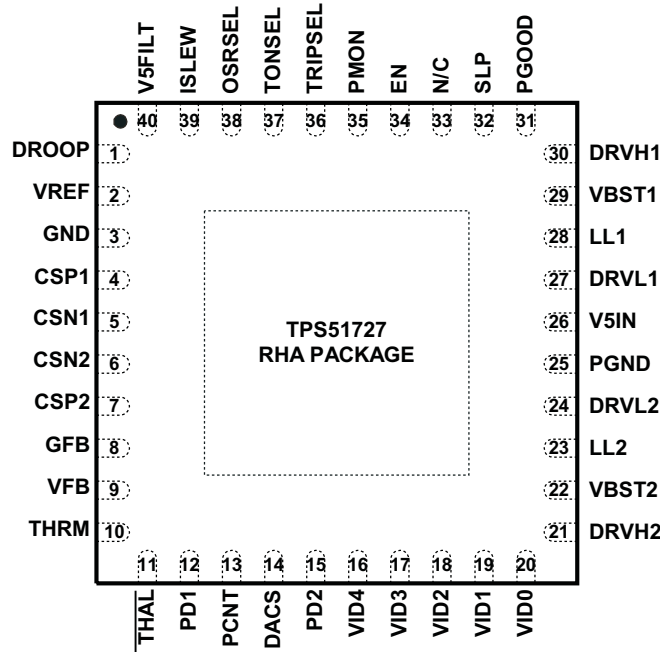 V5FILT
ISLEW
OSRSEL
TONSEL
TRIPSEL
PMON
EN
N/C
SLP
PGOOD
40
39
38
37
36
35
34
33
32
31
DROOP 1
VREF 2
GND 3
CSP1 4
CSN1 5
CSN2 6
CSP2 7
GFB 8
VFB 9
THRM 10
TPS51727
RHA PACKAGE
30 DRVH1
29 VBST1
28 LL1
27 DRVL1
26 V5IN
25 PGND
24 DRVL2
23 LL2
22 VBST2
21 DRVH2
11
12
13
14
15
16
17
18
19
20
THAL
PD1
PCNT
DACS
PD2
VID4
VID3
VID2
VID1
VID0